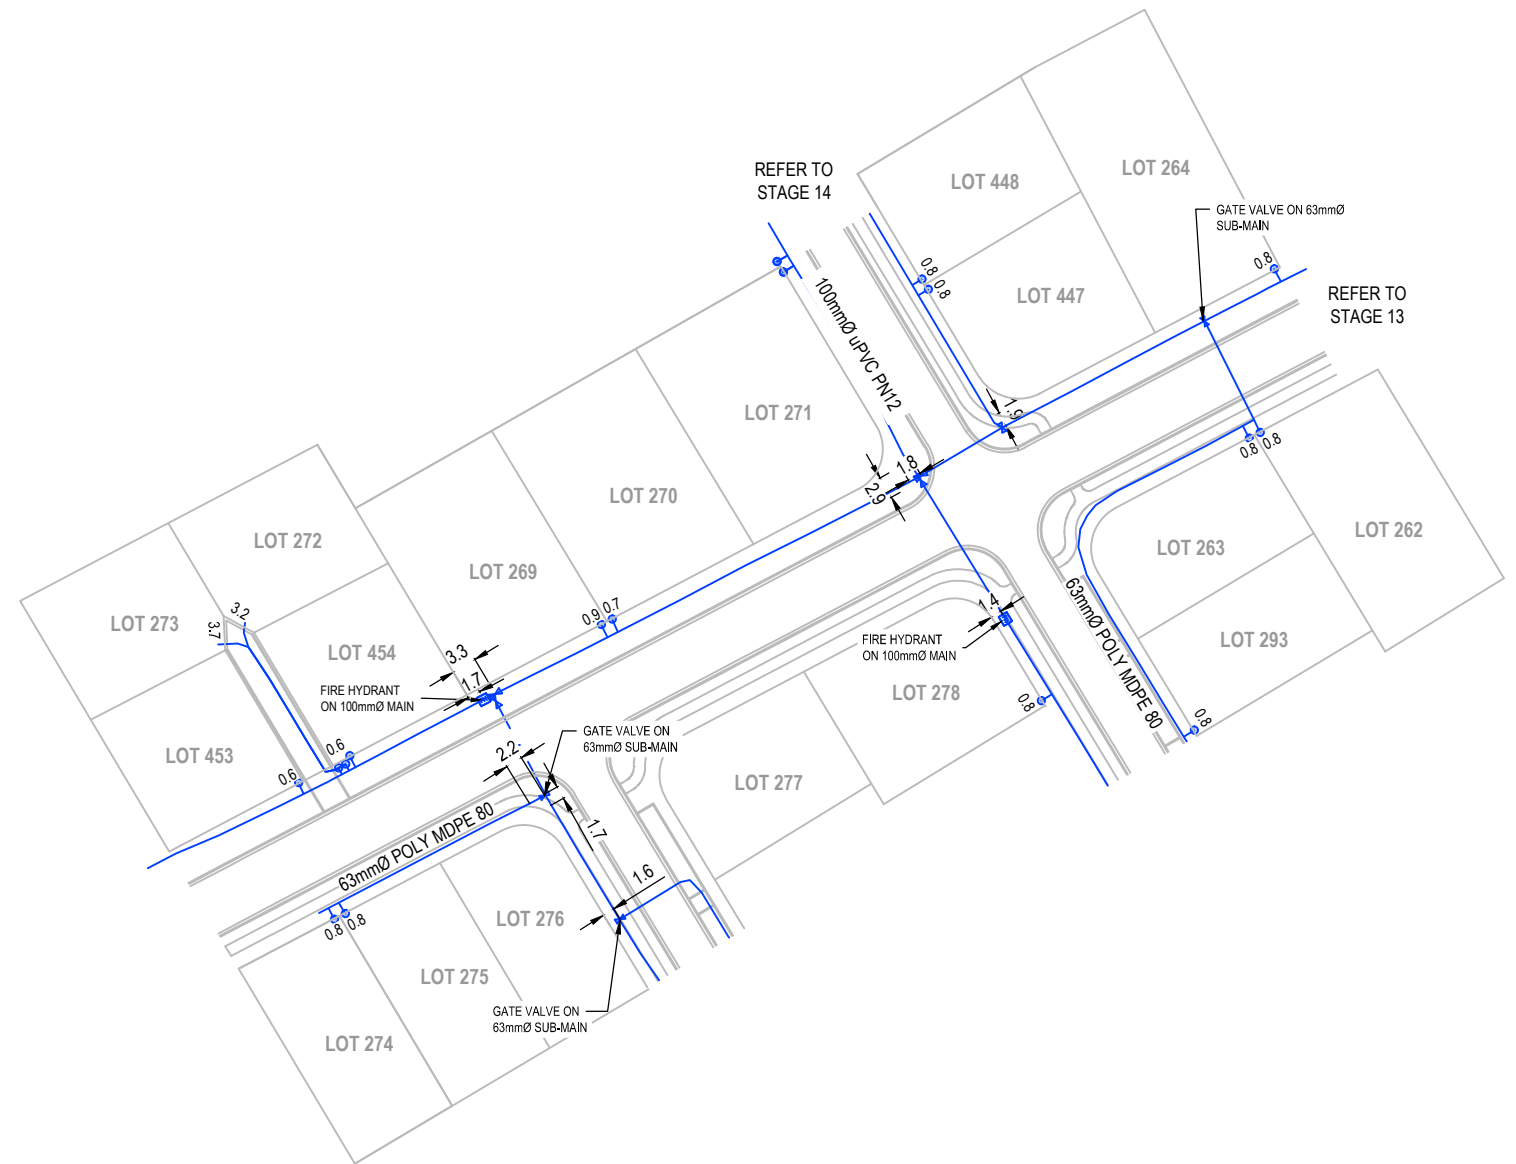 REFER TO
STAGE 14
LOT 448
LOT 264
GATE VALVE ON 63mmØ
SUB-MAIN
0.8
0.8
0.8
LOT 447
REFER TO
STAGE 13
100mmØ uPVC PN12
LOT 271
1.9
0.8
0.8
1.8
2.9
LOT 270
LOT 262
LOT 272
LOT 263
LOT 269
63mmØ POLY MDPE 80
LOT 273
3.2
3.7
0.9
0.7
1.4
FIRE HYDRANT
ON 100mmØ MAIN
LOT 293
LOT 454
3.3
1.7
FIRE HYDRANT
ON 100mmØ MAIN
LOT 278
0.8
0.8
LOT 453
0.6
0.6
GATE VALVE ON
63mmØ SUB-MAIN
2.2
LOT 277
63mmØ POLY MDPE 80
1.7
1.6
0.8
0.8
LOT 276
LOT 275
GATE VALVE ON
63mmØ SUB-MAIN
LOT 274